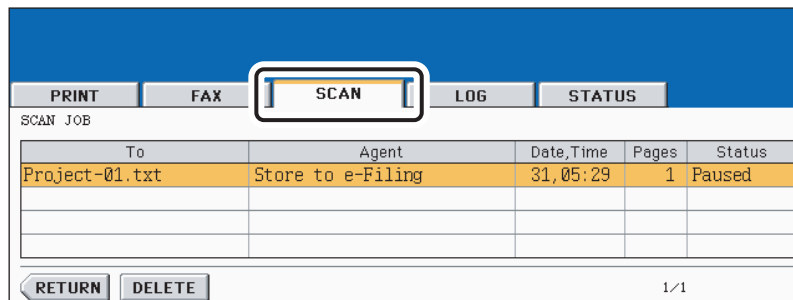 PRINT FAX SCAN LOG STATUS
SCAN JOB
To Agent Date,Time Pages Status
Project-01.txt Store to e-Filing 31,05:29 1 Paused
RETURN DELETE 1/1